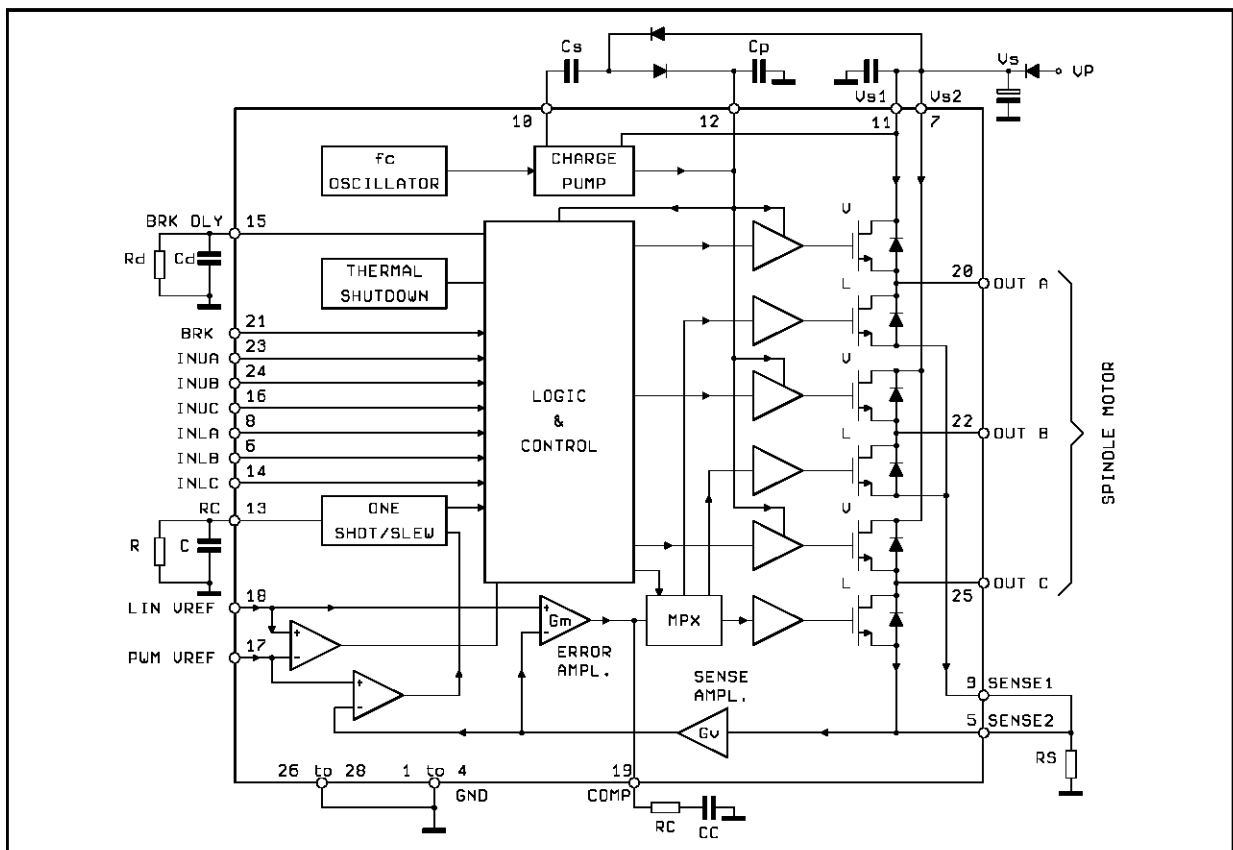 Cs
Cp
Vs
VP
Vs1
Vs2
10
12
11
7
fc
OSCILLATOR
CHARGE
PUMP
BRK DLY
15
Rd
Cd
THERMAL
SHUTDOWN
U
20
OUT A
L
BRK
21
INUA
23
INUB
24
INUC
16
INLA
8
INLB
6
INLC
14
LOGIC
&
CONTROL
U
22
OUT B
L
SPINDLE MOTOR
RC
13
ONE
SHOT/SLEW
R
C
U
L
OUT C
25
LIN VREF
18
+
-
PWM VREF
17
+
-
+
-
Gm
ERROR
AMPL.
MPX
SENSE
AMPL.
Gv
9
SENSE1
5
SENSE2
RS
26 to 28
1 to 4
GND
19
COMP
RC
CC